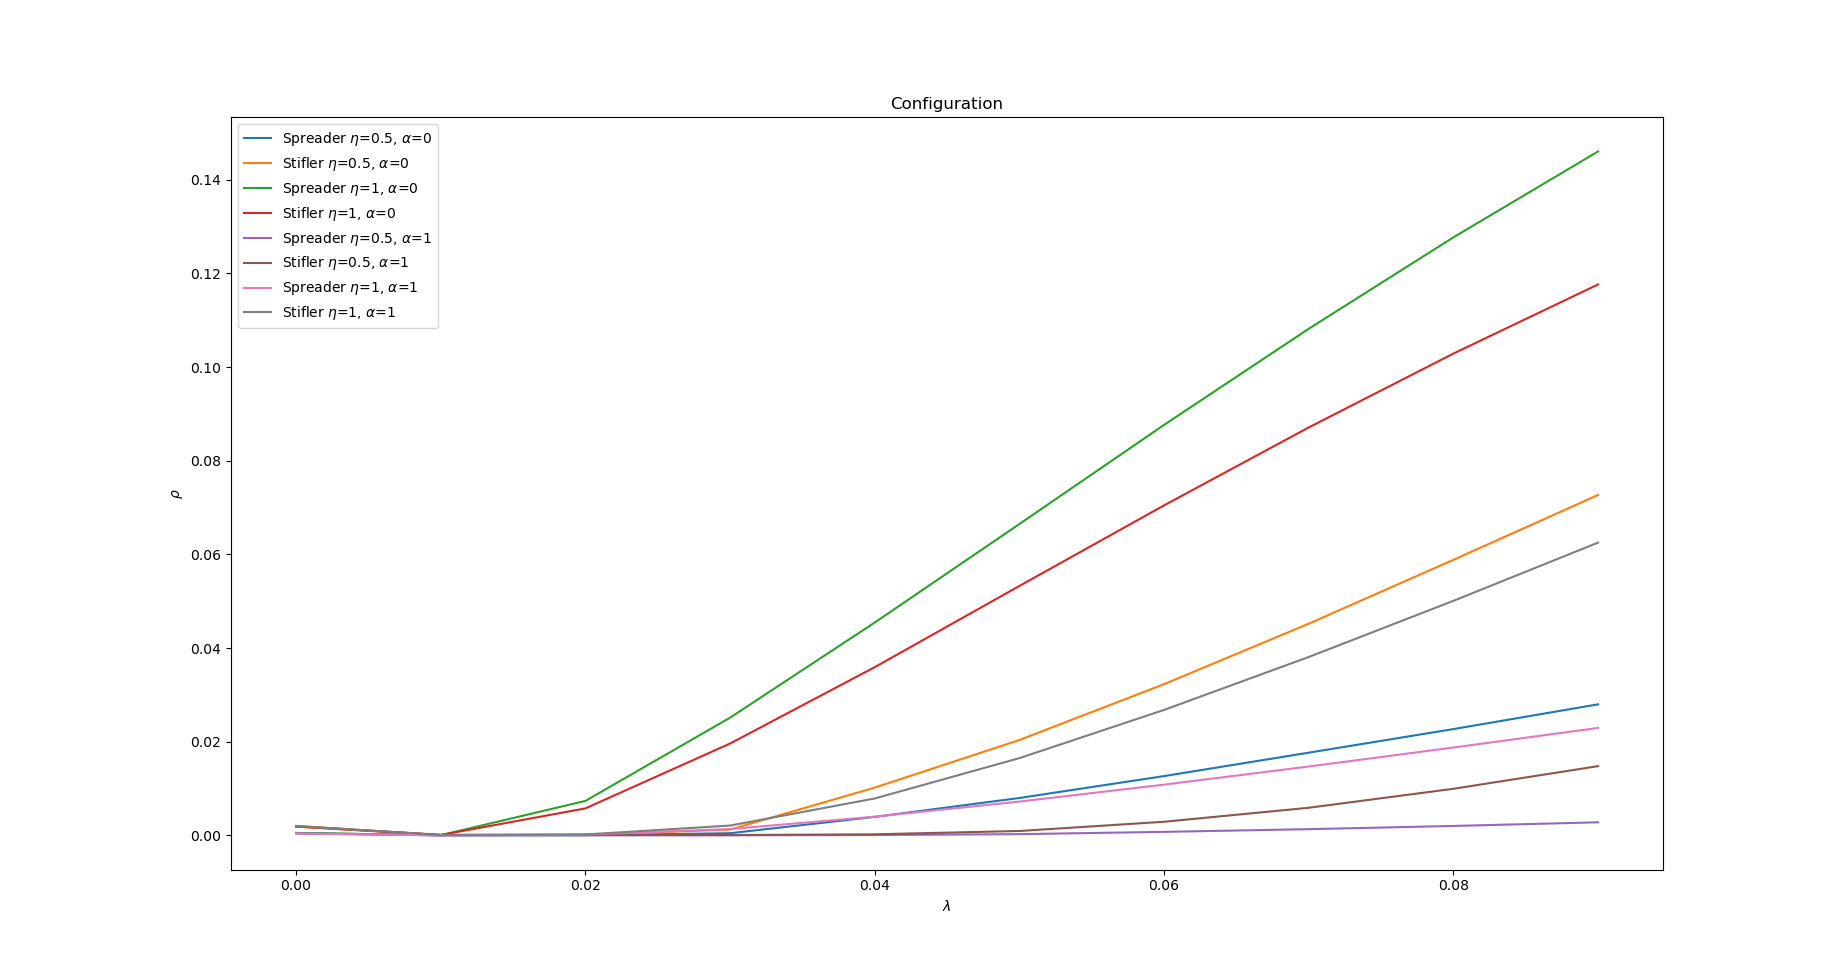 Configuration
Spreader η=0.5, α=0
Stifler η=0.5, α=0
Spreader η=1, α=0
Stifler η=1, α=0
Spreader η=0.5, α=1
Stifler η=0.5, α=1
Spreader η=1, α=1
Stifler η=1, α=1
0.14
0.12
0.10
0.08
0.06
0.04
0.02
0.00
ρ
0.00 0.02 0.04 0.06 0.08
λ